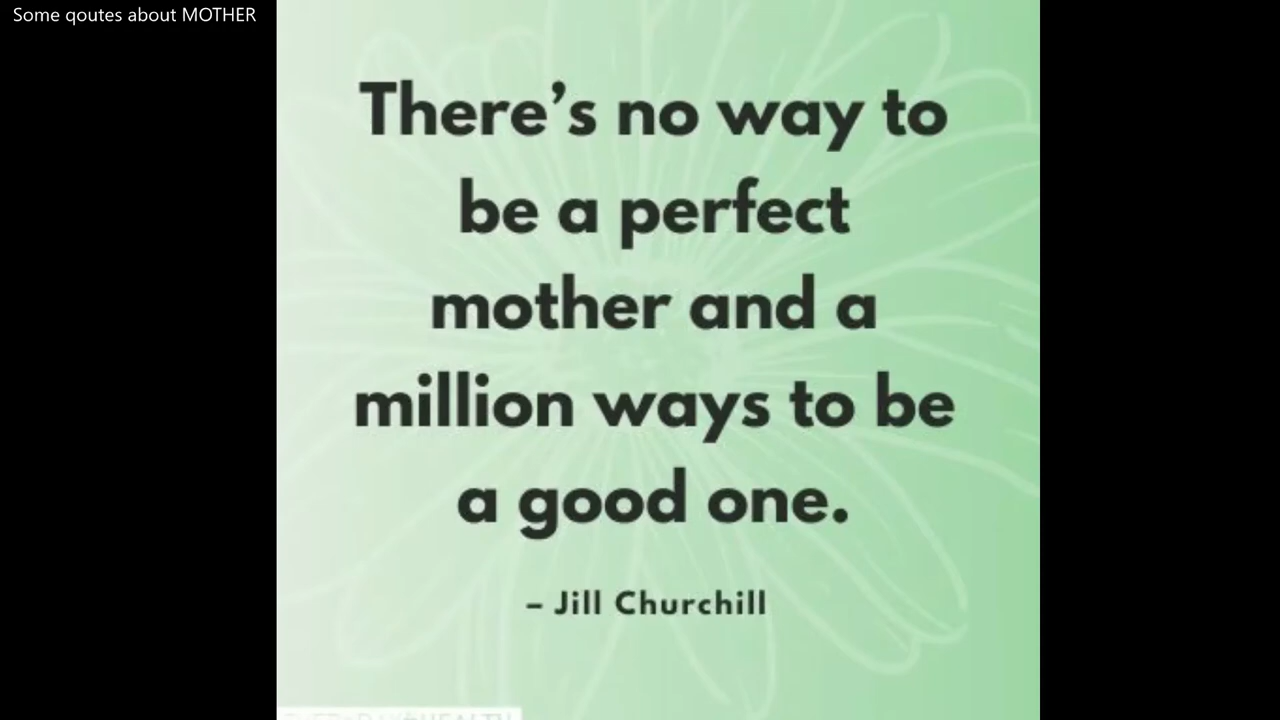 Some qoutes about MOTHER
There’s no way to
be a perfect
mother and a
million ways to be
a good one.
– Jill Churchill